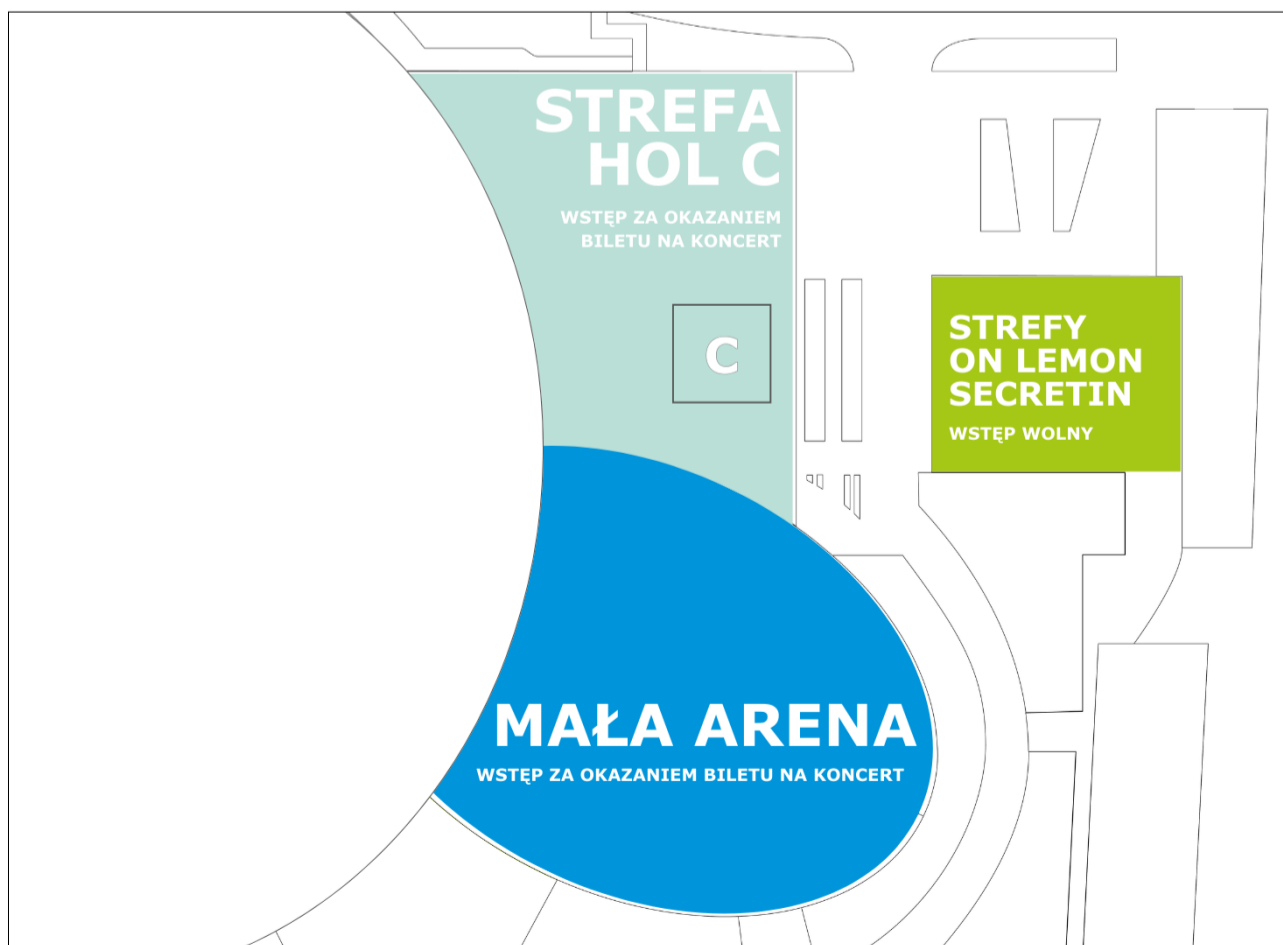 STREFA
HOL C
WSTĘP ZA OKAZANIEM
BILETU NA KONCERT
C
STREFY
ON LEMON
SECRETIN
WSTĘP WOLNY
MAŁA ARENA
WSTĘP ZA OKAZANIEM BILETU NA KONCERT